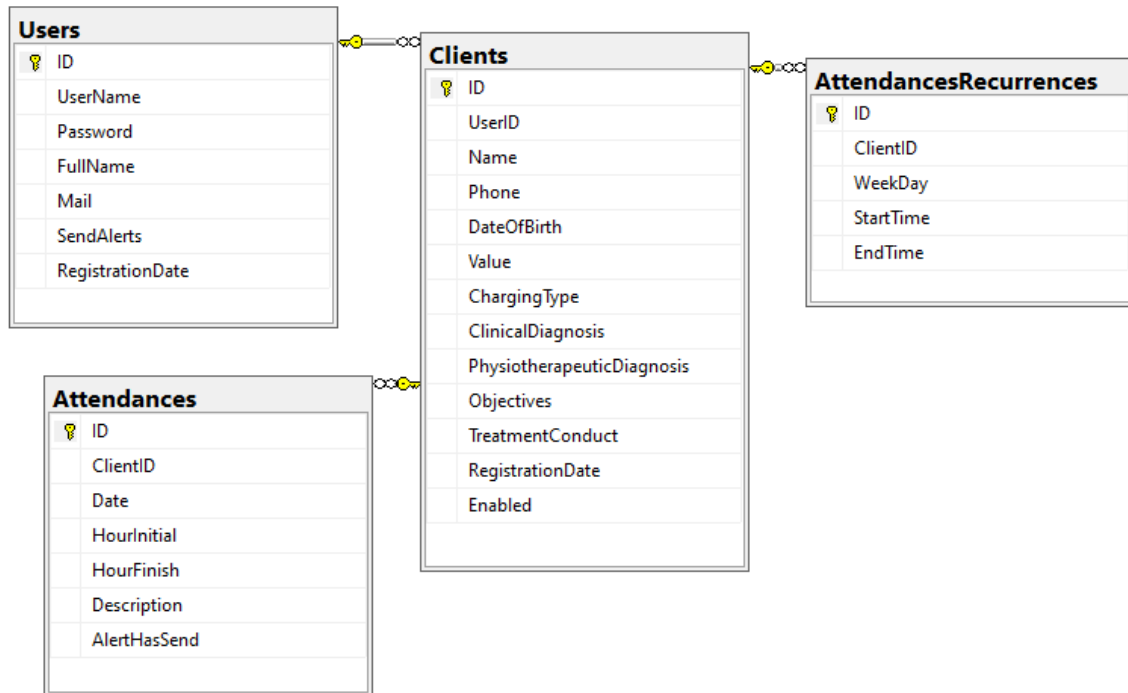 Users
ID
UserName
Password
FullName
Mail
SendAlerts
RegistrationDate
Clients
ID
UserID
Name
Phone
DateOfBirth
Value
ChargingType
ClinicalDiagnosis
PhysiotherapeuticDiagnosis
Objectives
TreatmentConduct
RegistrationDate
Enabled
AttendancesRecurrences
ID
ClientID
WeekDay
StartTime
EndTime
Attendances
ID
ClientID
Date
HourInitial
HourFinish
Description
AlertHasSend